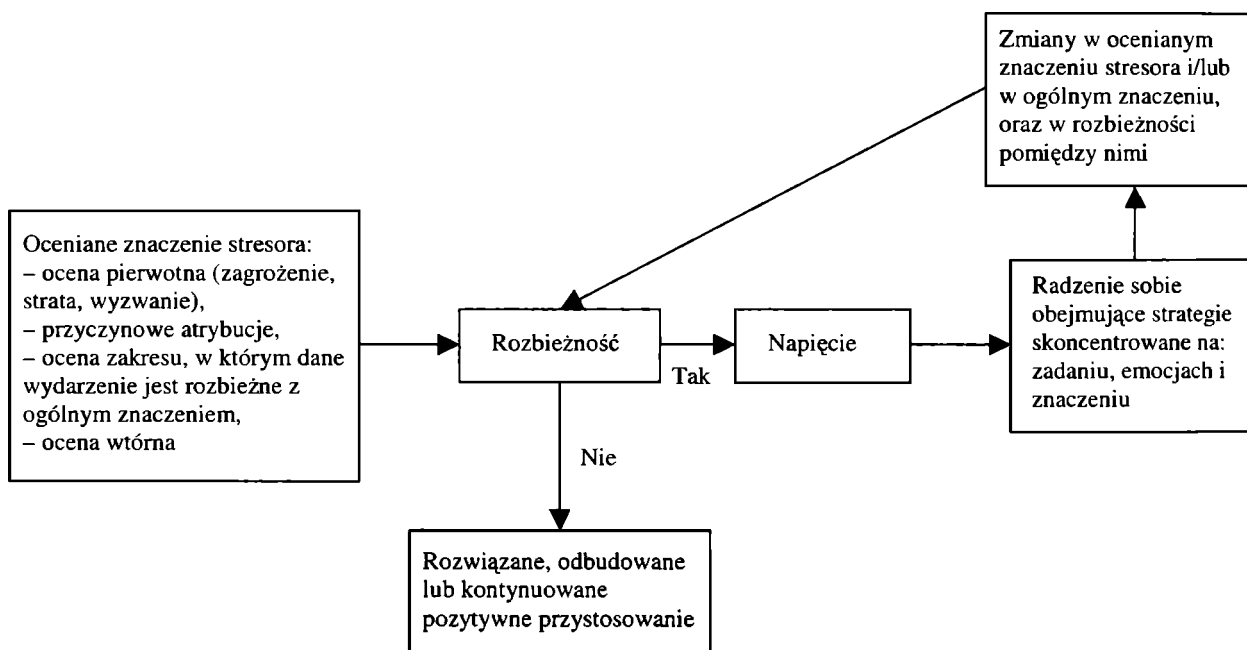 Zmiany w ocenianym
znaczeniu stresora i/lub
w ogólnym znaczeniu,
oraz w rozbieżności
pomiędzy nimi
Oceniane znaczenie stresora:
– ocena pierwotna (zagrożenie,
strata, wyzwanie),
– przyczynowe atrybucje,
– ocena zakresu, w którym dane
wydarzenie jest rozbieżne z
ogólnym znaczeniem,
– ocena wtórna
Rozbieżność
Tak
Napięcie
Radzenie sobie
obejmujące strategie
skoncentrowane na:
zadaniu, emocjach i
znaczeniu
Nie
Rozwiązane, odbudowane
lub kontynuowane
pozytywne przystosowanie